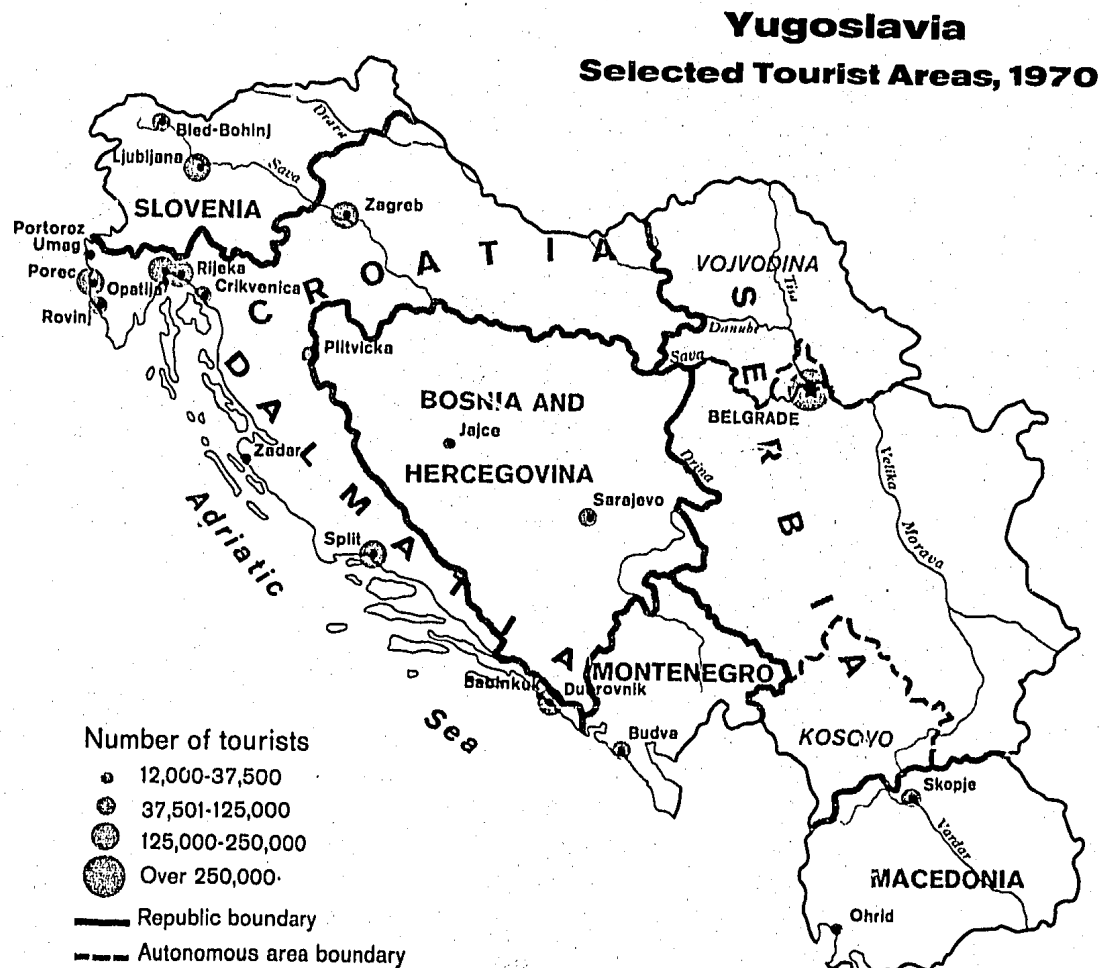 Yugoslavia
Selected Tourist Areas, 1970
Bled-Bohinj
Drava
Ljubljana
Sava
SLOVENIA
Zagreb
Portoroz
Umag
Porec
Opatija
Rijeka
Crikvenica
Rovinj
CROATIA
VOJVODINA
Tisa
Danube
Sava
Plitvicka
BELGRADE
BOSNIA AND
HERCEGOVINA
Jajce
Sarajevo
Drina
Velika
Morava
SERBIA
DALMATIA
Zadar
Split
Adriatic
Sea
Babinkuk
Dubrovnik
MONTENEGRO
Budva
KOSOVO
Skopje
Vardar
MACEDONIA
Ohrid
Number of tourists
12,000-37,500
37,501-125,000
125,000-250,000
Over 250,000
Republic boundary
Autonomous area boundary